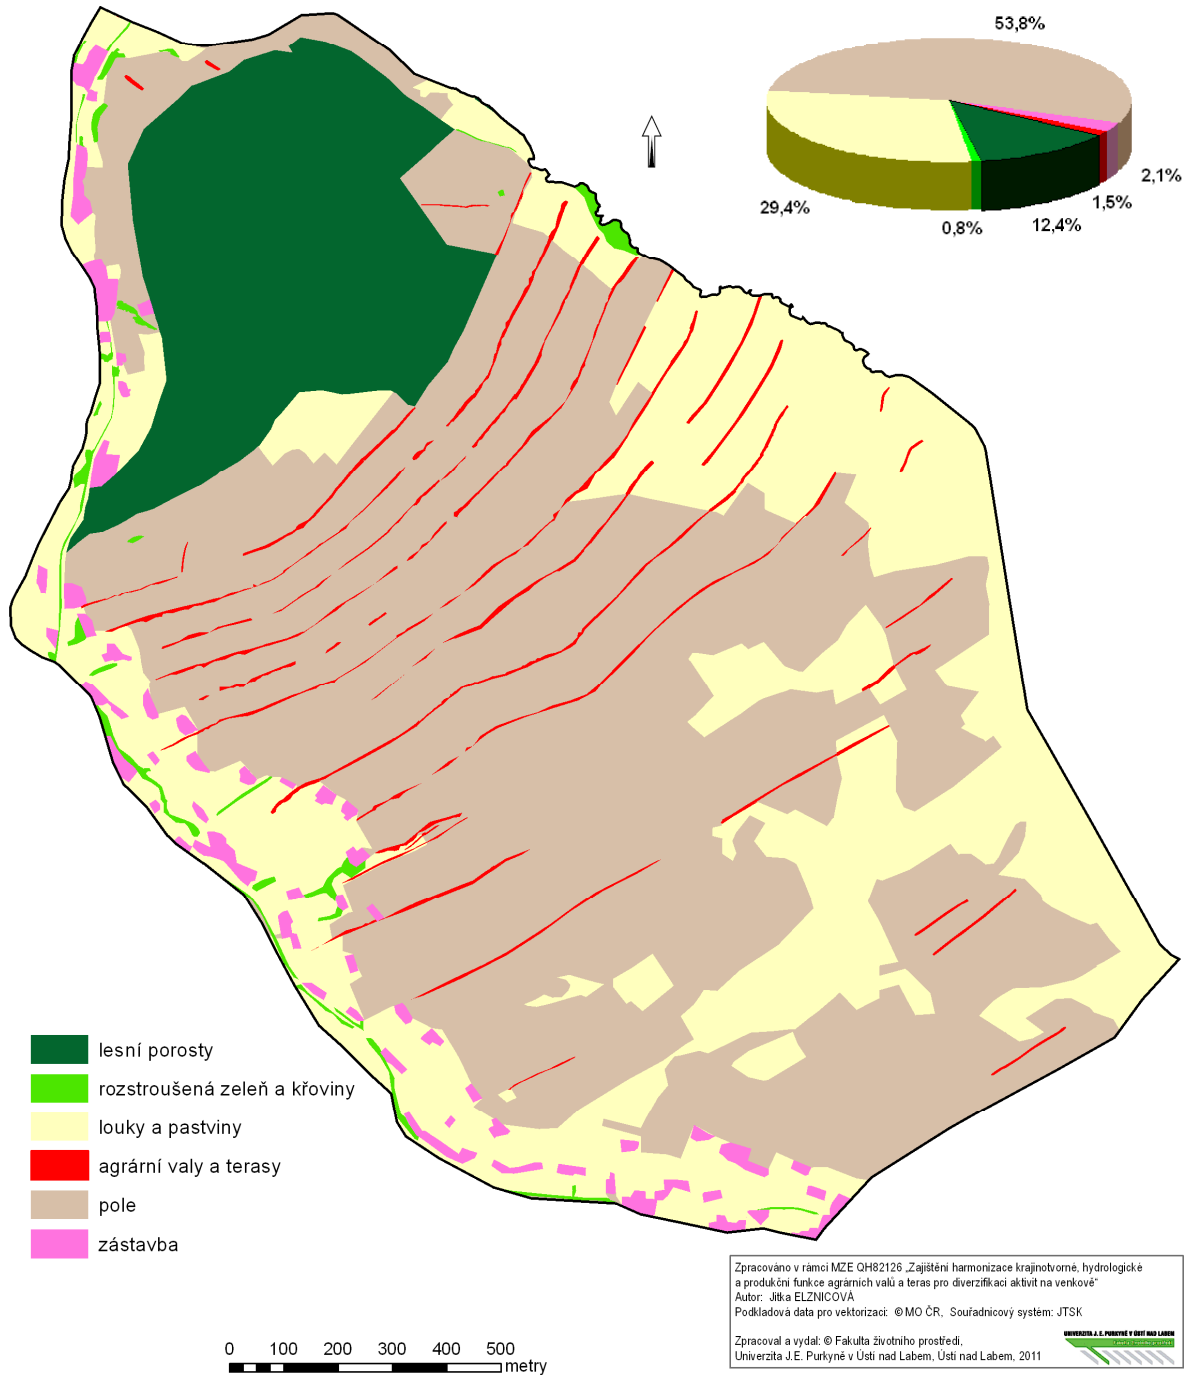 53,8%
2,1%
1,5%
12,4%
0,8%
29,4%
lesní porosty
rozstroušená zeleň a křoviny
louky a pastviny
agrární valy a terasy
pole
zástavba
0 100 200 300 400 500
metry
Zpracováno v rámci MZE QH82126 „Zajištění harmonizace krajinotvorné, hydrologické
a produkční funkce agrárních valů a teras pro diverzifikaci aktivit na venkově“
Autor: Jitka ELZNICOVÁ
Podkladová data pro vektorizaci: © MO ČR, Souřadnicový systém: JTSK
Zpracoval a vydal: © Fakulta životního prostředí,
Univerzita J.E. Purkyně v Ústí nad Labem, Ústí nad Labem, 2011
UNIVERZITA J. E. PURKYNĚ V ÚSTÍ NAD LABEM